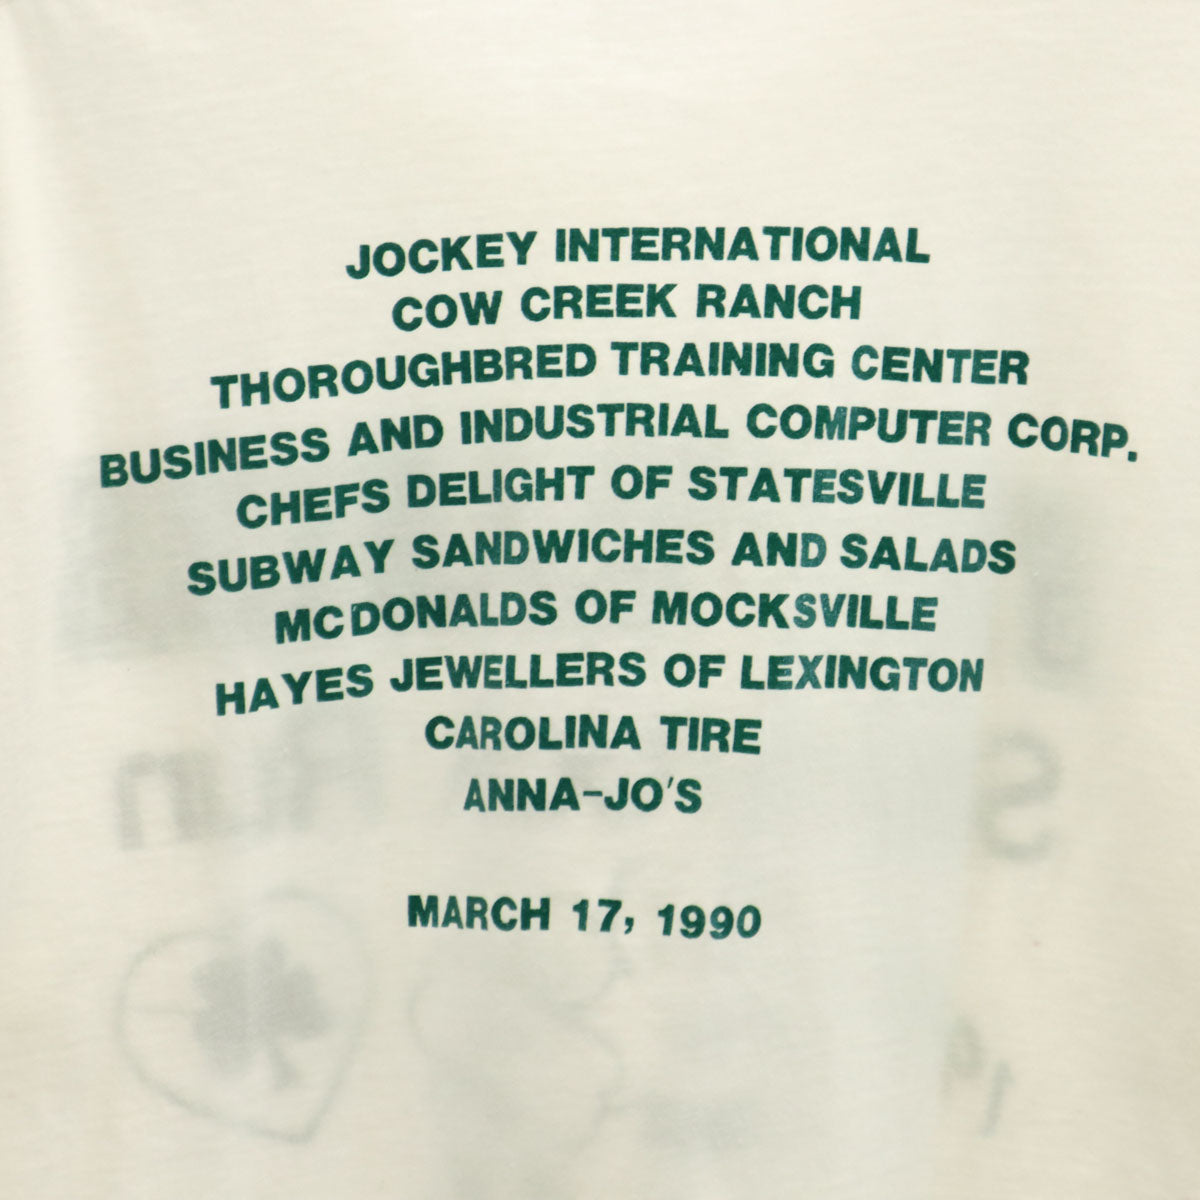 JOCKEY INTERNATIONAL
COW CREEK RANCH
THOROUGHBRED TRAINING CENTER
BUSINESS AND INDUSTRIAL COMPUTER CORP.
CHEFS DELIGHT OF STATESVILLE
SUBWAY SANDWICHES AND SALADS
MCDONALDS OF MOCKSVILLE
HAYES JEWELLERS OF LEXINGTON
CAROLINA TIRE
ANNA-JO'S
MARCH 17, 1990